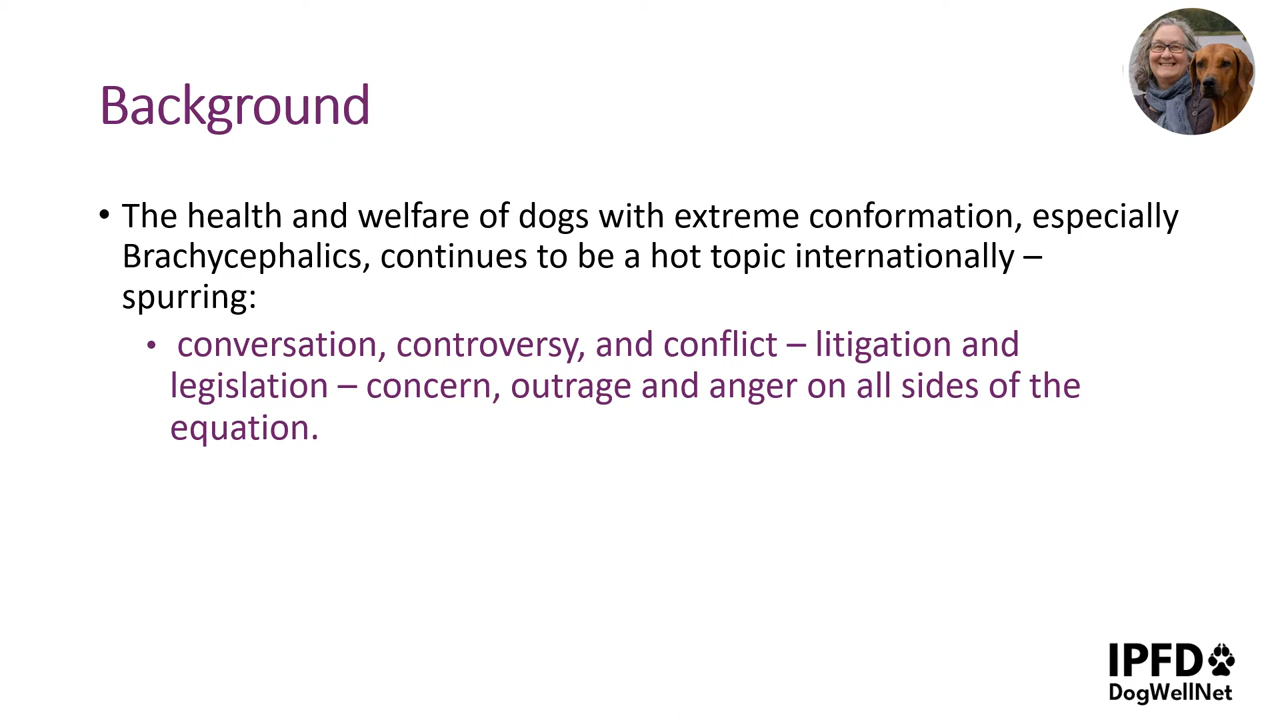 Background
• The health and welfare of dogs with extreme conformation, especially
Brachycephalics, continues to be a hot topic internationally –
spurring:
• conversation, controversy, and conflict – litigation and
legislation – concern, outrage and anger on all sides of the
equation.
IPFD
DogWellNet